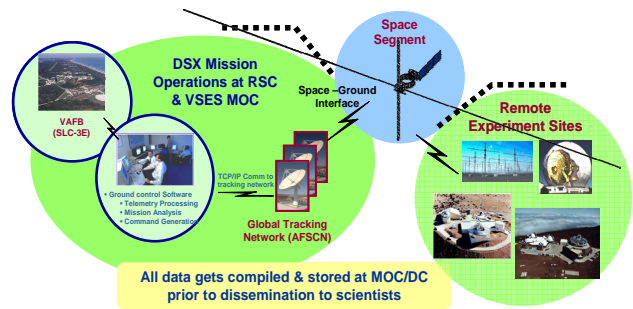 DSX Mission
Operations at RSC
& VSES MOC
Space
Segment
Space –Ground
Interface
VAFB
(SLC-3E)
Remote
Experiment Sites
• Ground control Software
• Telemetry Processing
• Mission Analysis
• Command Generation
TCP/IP Comm to
tracking network
Global Tracking
Network (AFSCN)
All data gets compiled & stored at MOC/DC
prior to dissemination to scientists